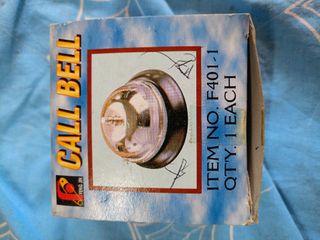 CALL BELL
ITEM NO. F401-1
QTY. 1 EACH